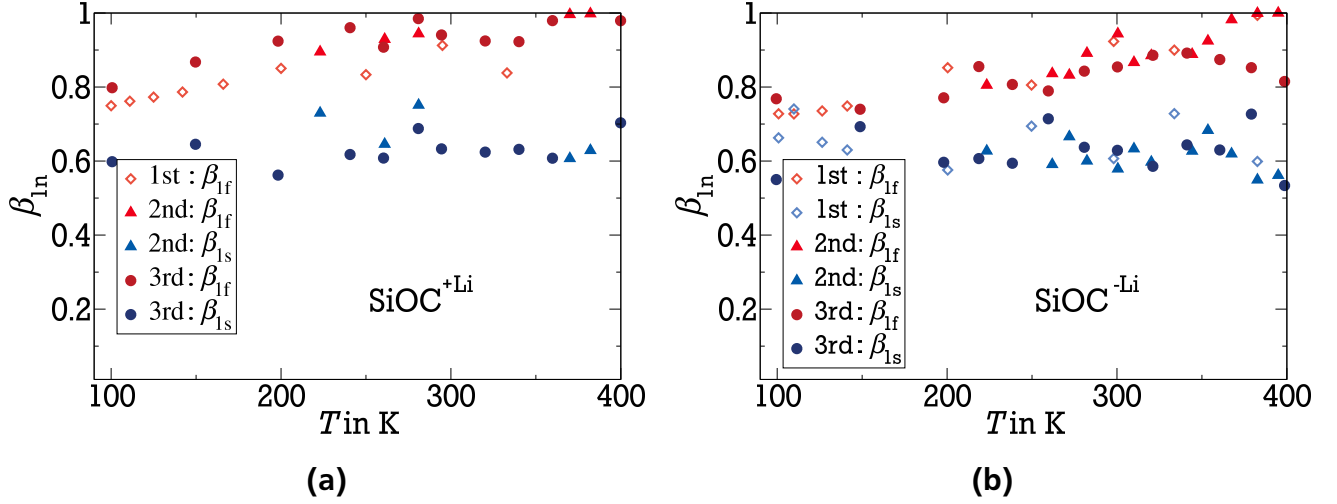 1
0.8
0.6
0.4
0.2
β1n
1st : β1f
2nd: β1f
2nd: β1s
3rd : β1f
3rd : β1s
SiOC+Li
100 200 300 400
T in K
(a)
1
0.8
0.6
0.4
0.2
β1n
1st : β1f
1st : β1s
2nd: β1f
2nd: β1s
3rd : β1f
3rd: β1s
SiOC-Li
100 200 300 400
T in K
(b)